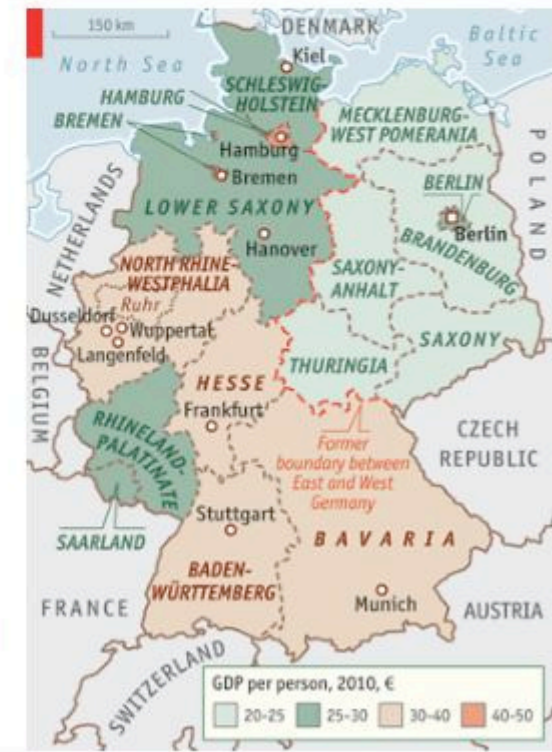 150 km
DENMARK
Baltic
Sea
North Sea
Kiel
SCHLESWIG-
HOLSTEIN
HAMBURG
BREMEN
MECKLENBURG-
WEST POMERANIA
Hamburg
Bremen
POLAND
BERLIN
Berlin
LOWER SAXONY
BRANDENBURG
NETHERLANDS
Hanover
NORTH RHINE-
WESTPHALIA
SAXONY-
ANHALT
Ruhr
Dusseldorf
Wuppertal
Langenfeld
SAXONY
THURINGIA
BELGIUM
HESSE
Frankfurt
RHINELAND-
PALATINATE
CZECH
REPUBLIC
Former
boundary between
East and West
Germany
Stuttgart
SAARLAND
BAVARIA
BADEN-
WÜRTTEMBERG
Munich
FRANCE
AUSTRIA
SWITZERLAND
GDP per person, 2010, €
20-25 25-30 30-40 40-50